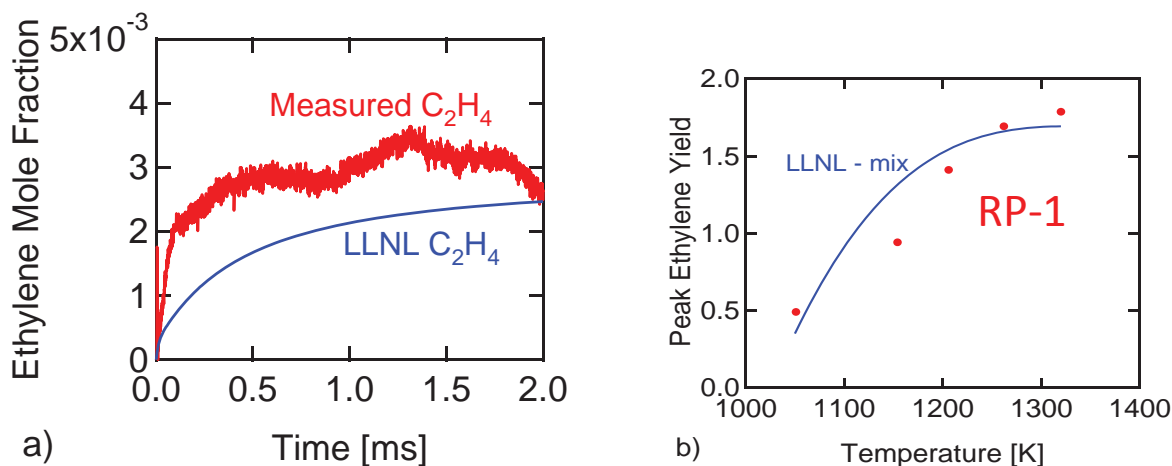 Ethylene Mole Fraction
5x10⁻³
4
3
2
1
0
Measured C₂H₄
LLNL C₂H₄
0.0 0.5 1.0 1.5 2.0
Time [ms]
a)
Peak Ethylene Yield
2.0
1.5
1.0
0.5
0.0
LLNL - mix
RP-1
1000 1100 1200 1300 1400
Temperature [K]
b)